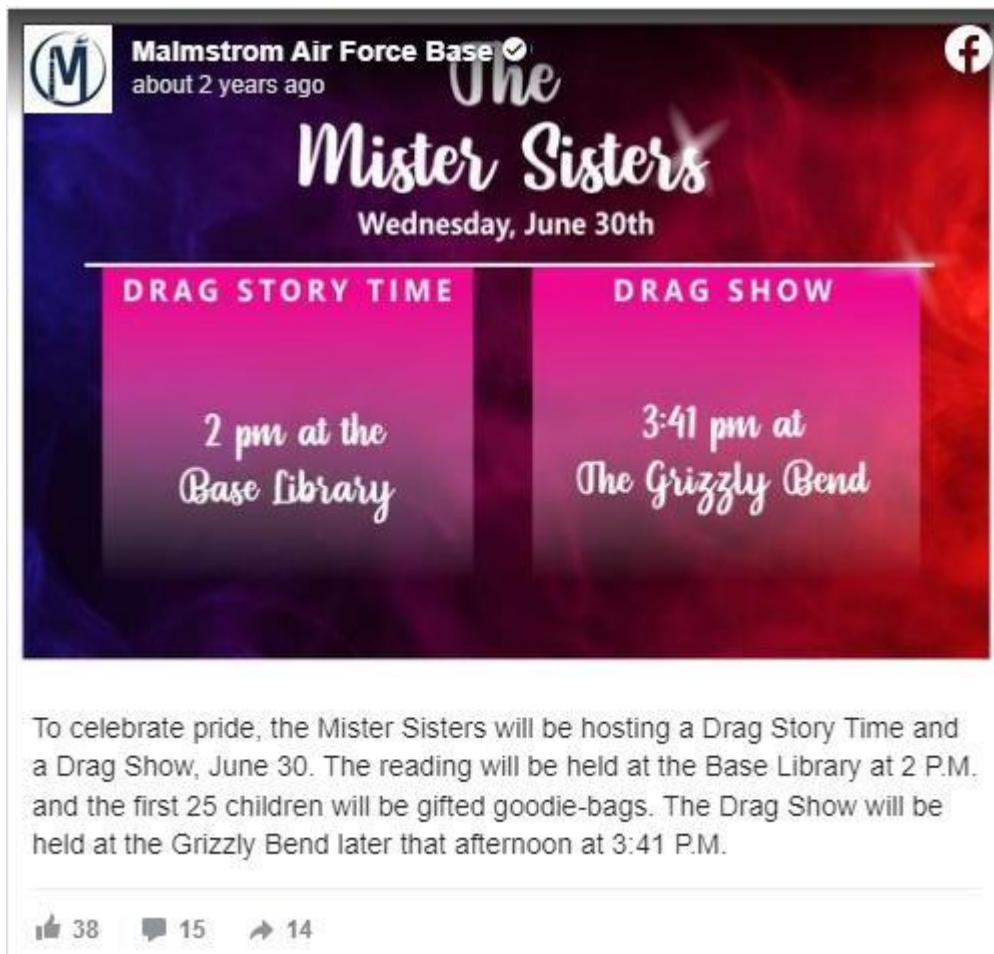 Malmstrom Air Force Base
about 2 years ago
The
Mister Sisters
Wednesday, June 30th
DRAG STORY TIME
2 pm at the
Base Library
DRAG SHOW
3:41 pm at
The Grizzly Bend
To celebrate pride, the Mister Sisters will be hosting a Drag Story Time and
a Drag Show, June 30. The reading will be held at the Base Library at 2 P.M.
and the first 25 children will be gifted goodie-bags. The Drag Show will be
held at the Grizzly Bend later that afternoon at 3:41 P.M.
38 15 14